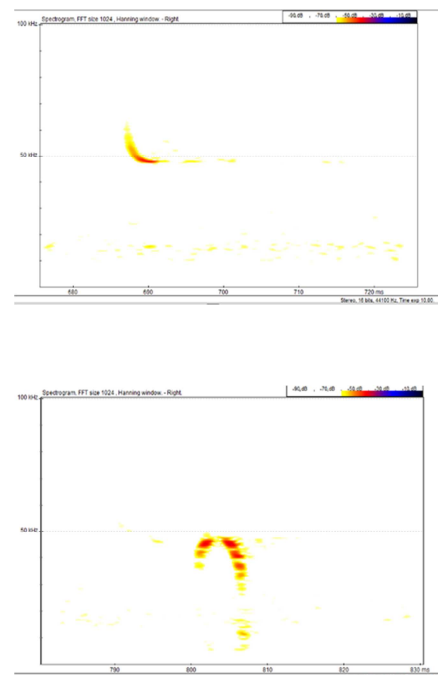 Spectrogram, FFT size 1024, Hanning window. - Right.
-90,dB , -70,dB , -50,dB , -30,dB , -10,dB
100 kHz
50 kHz
680 690 700 710 720 ms
Stereo, 16 bits, 44100 Hz, Time exp 10.00.
Spectrogram, FFT size 1024, Hanning window. - Right.
-90,dB , -70,dB , -50,dB , -30,dB , -10,dB
100 kHz
50 kHz
790 800 810 820 830 ms